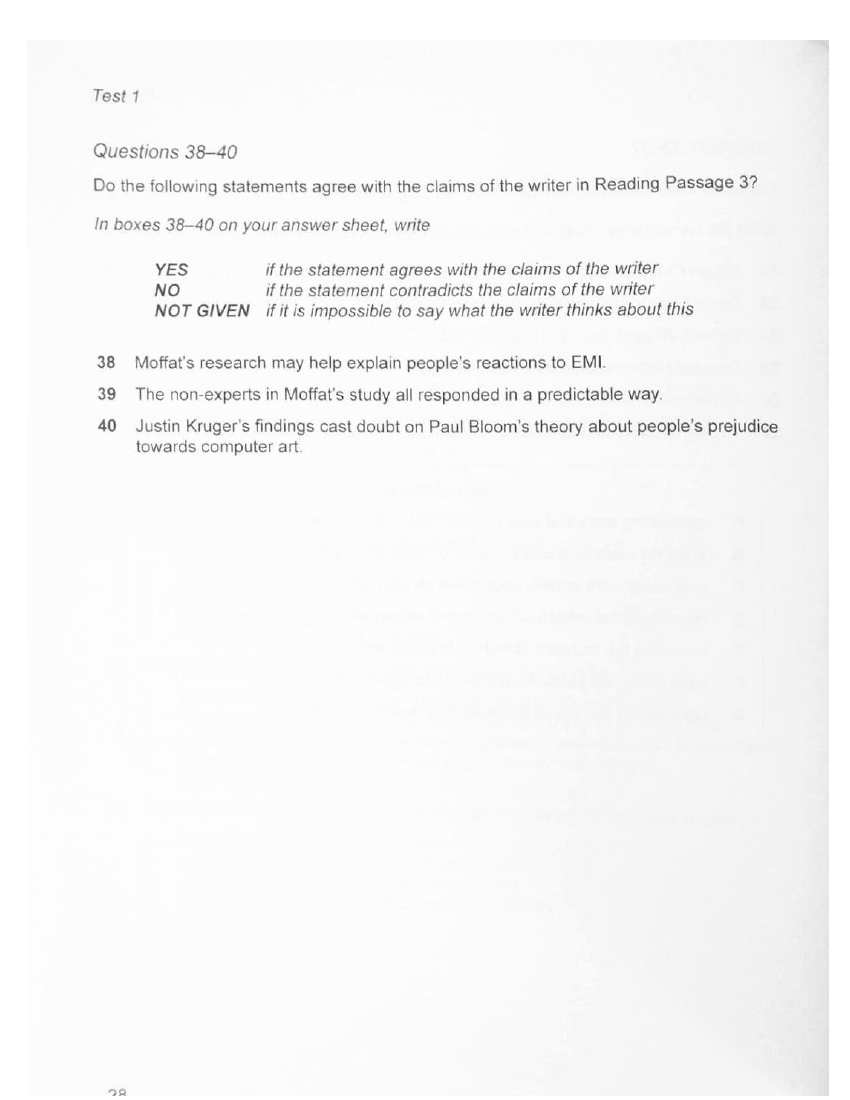 Test 1
Questions 38–40
Do the following statements agree with the claims of the writer in Reading Passage 3?
In boxes 38–40 on your answer sheet, write
YES if the statement agrees with the claims of the writer
NO if the statement contradicts the claims of the writer
NOT GIVEN if it is impossible to say what the writer thinks about this
38 Moffat's research may help explain people's reactions to EMI.
39 The non-experts in Moffat's study all responded in a predictable way.
40 Justin Kruger's findings cast doubt on Paul Bloom's theory about people's prejudice
towards computer art.
28